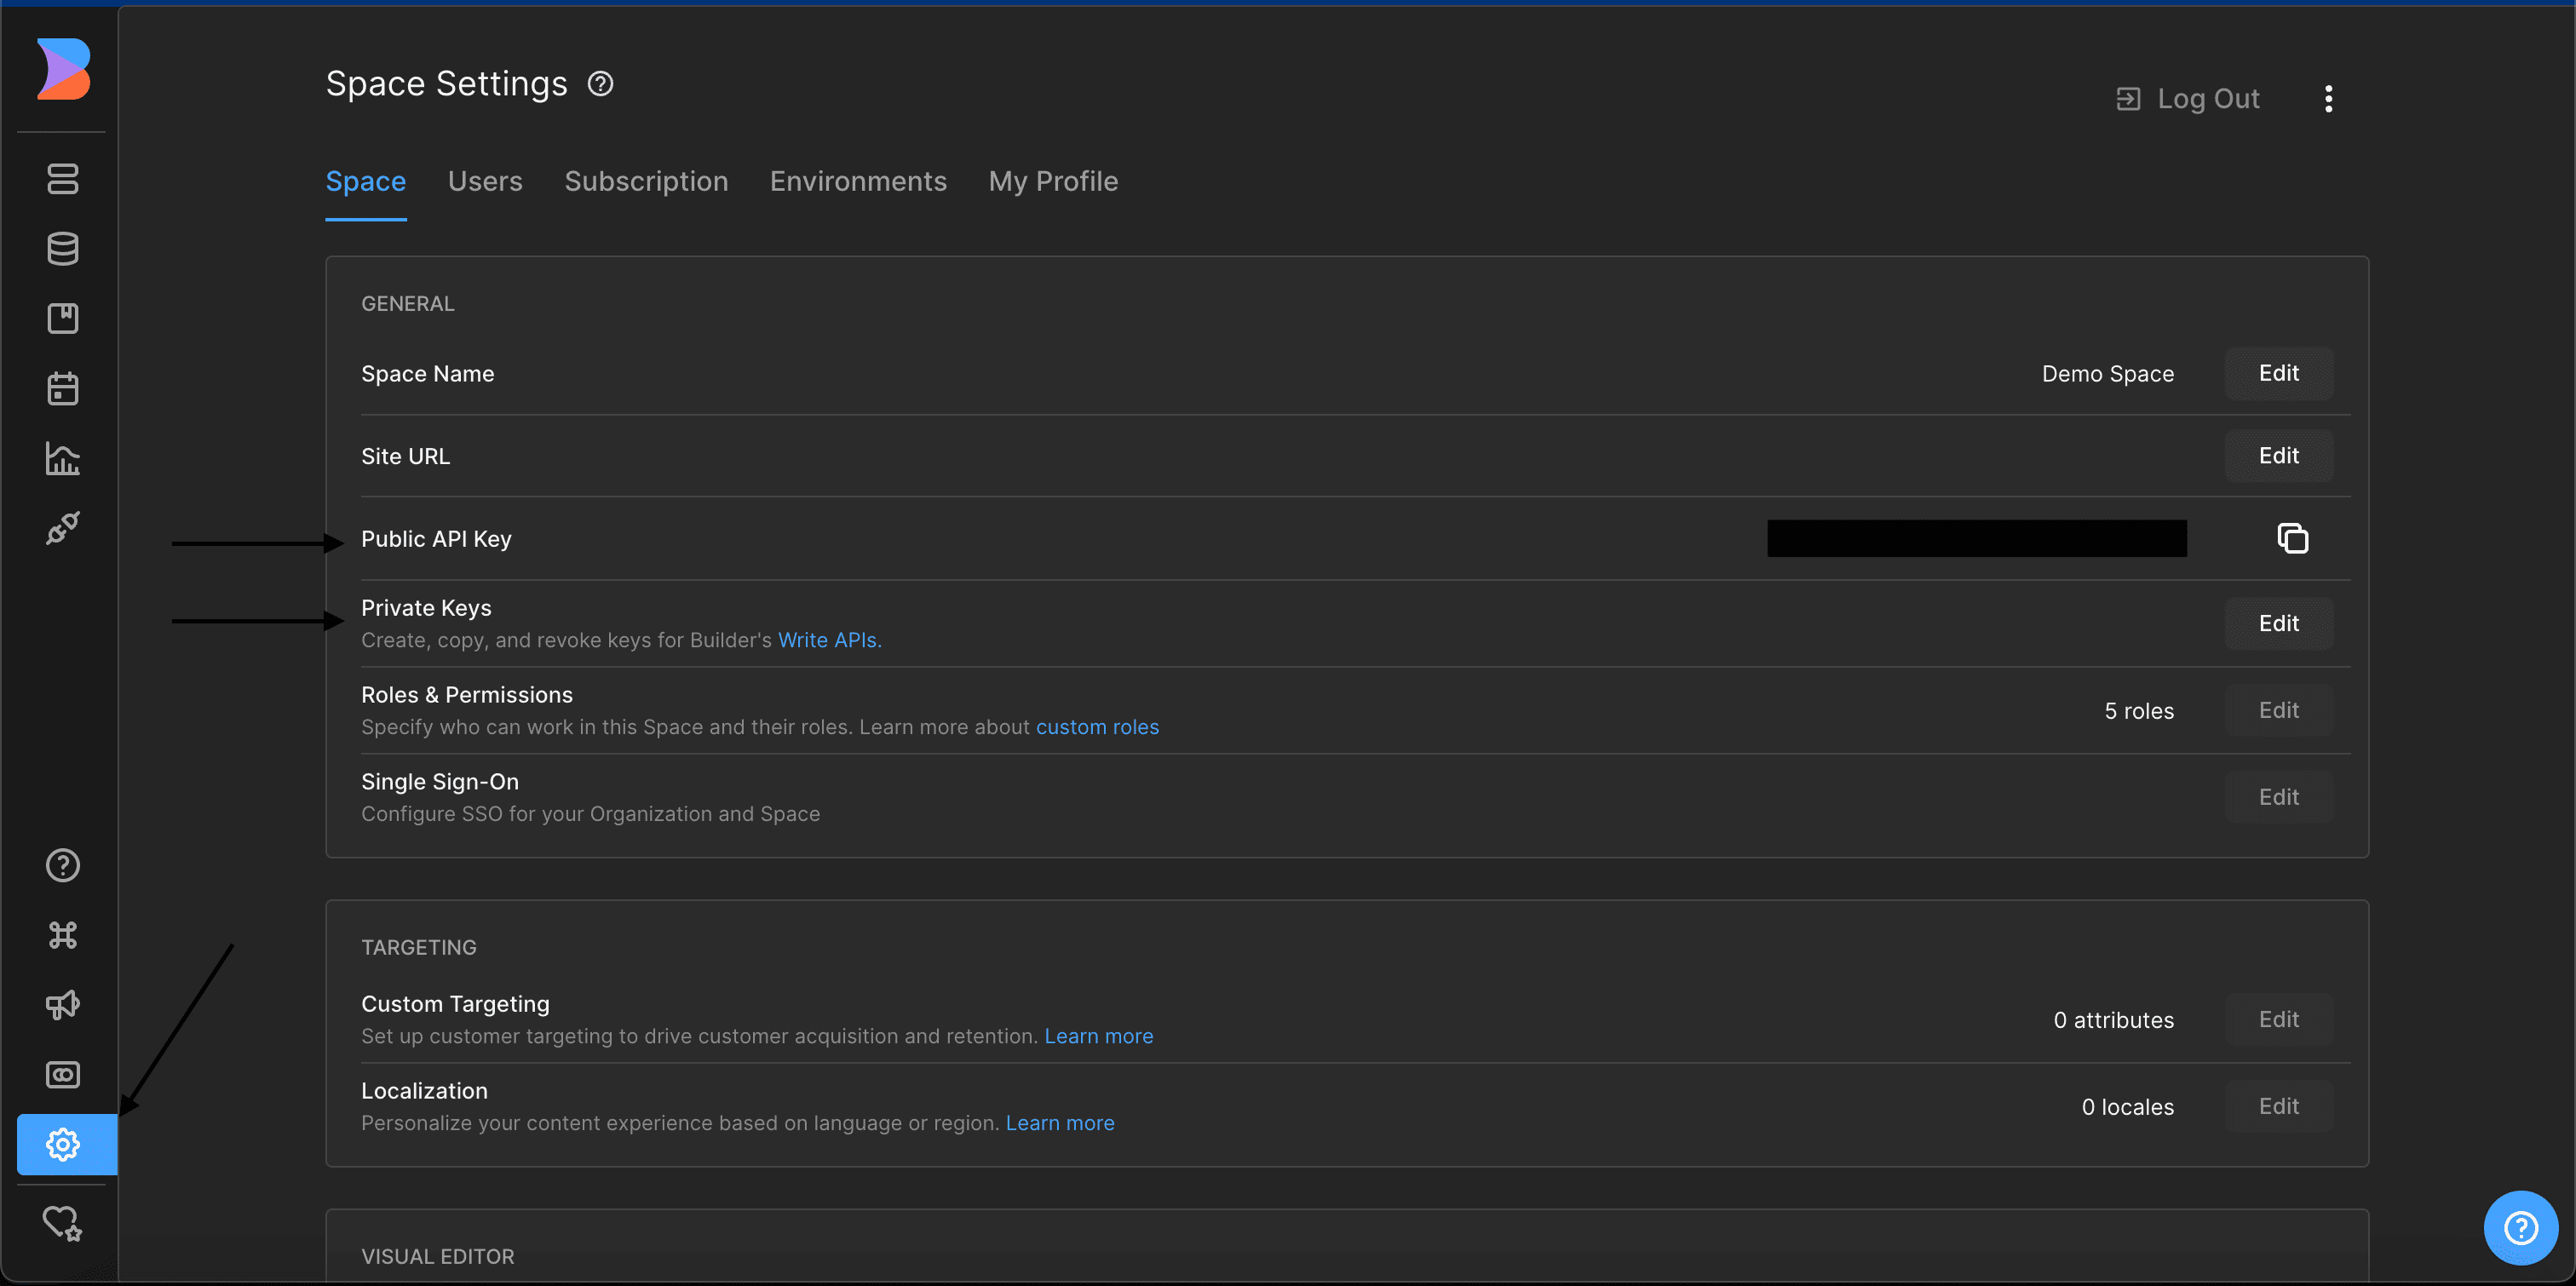 Space Settings
Log Out
Space Users Subscription Environments My Profile
GENERAL
Space Name Demo Space Edit
Site URL Edit
Public API Key
Private Keys
Create, copy, and revoke keys for Builder's Write APIs.
Edit
Roles & Permissions
Specify who can work in this Space and their roles. Learn more about custom roles
5 roles Edit
Single Sign-On
Configure SSO for your Organization and Space
Edit
TARGETING
Custom Targeting
Set up customer targeting to drive customer acquisition and retention. Learn more
0 attributes Edit
Localization
Personalize your content experience based on language or region. Learn more
0 locales Edit
VISUAL EDITOR